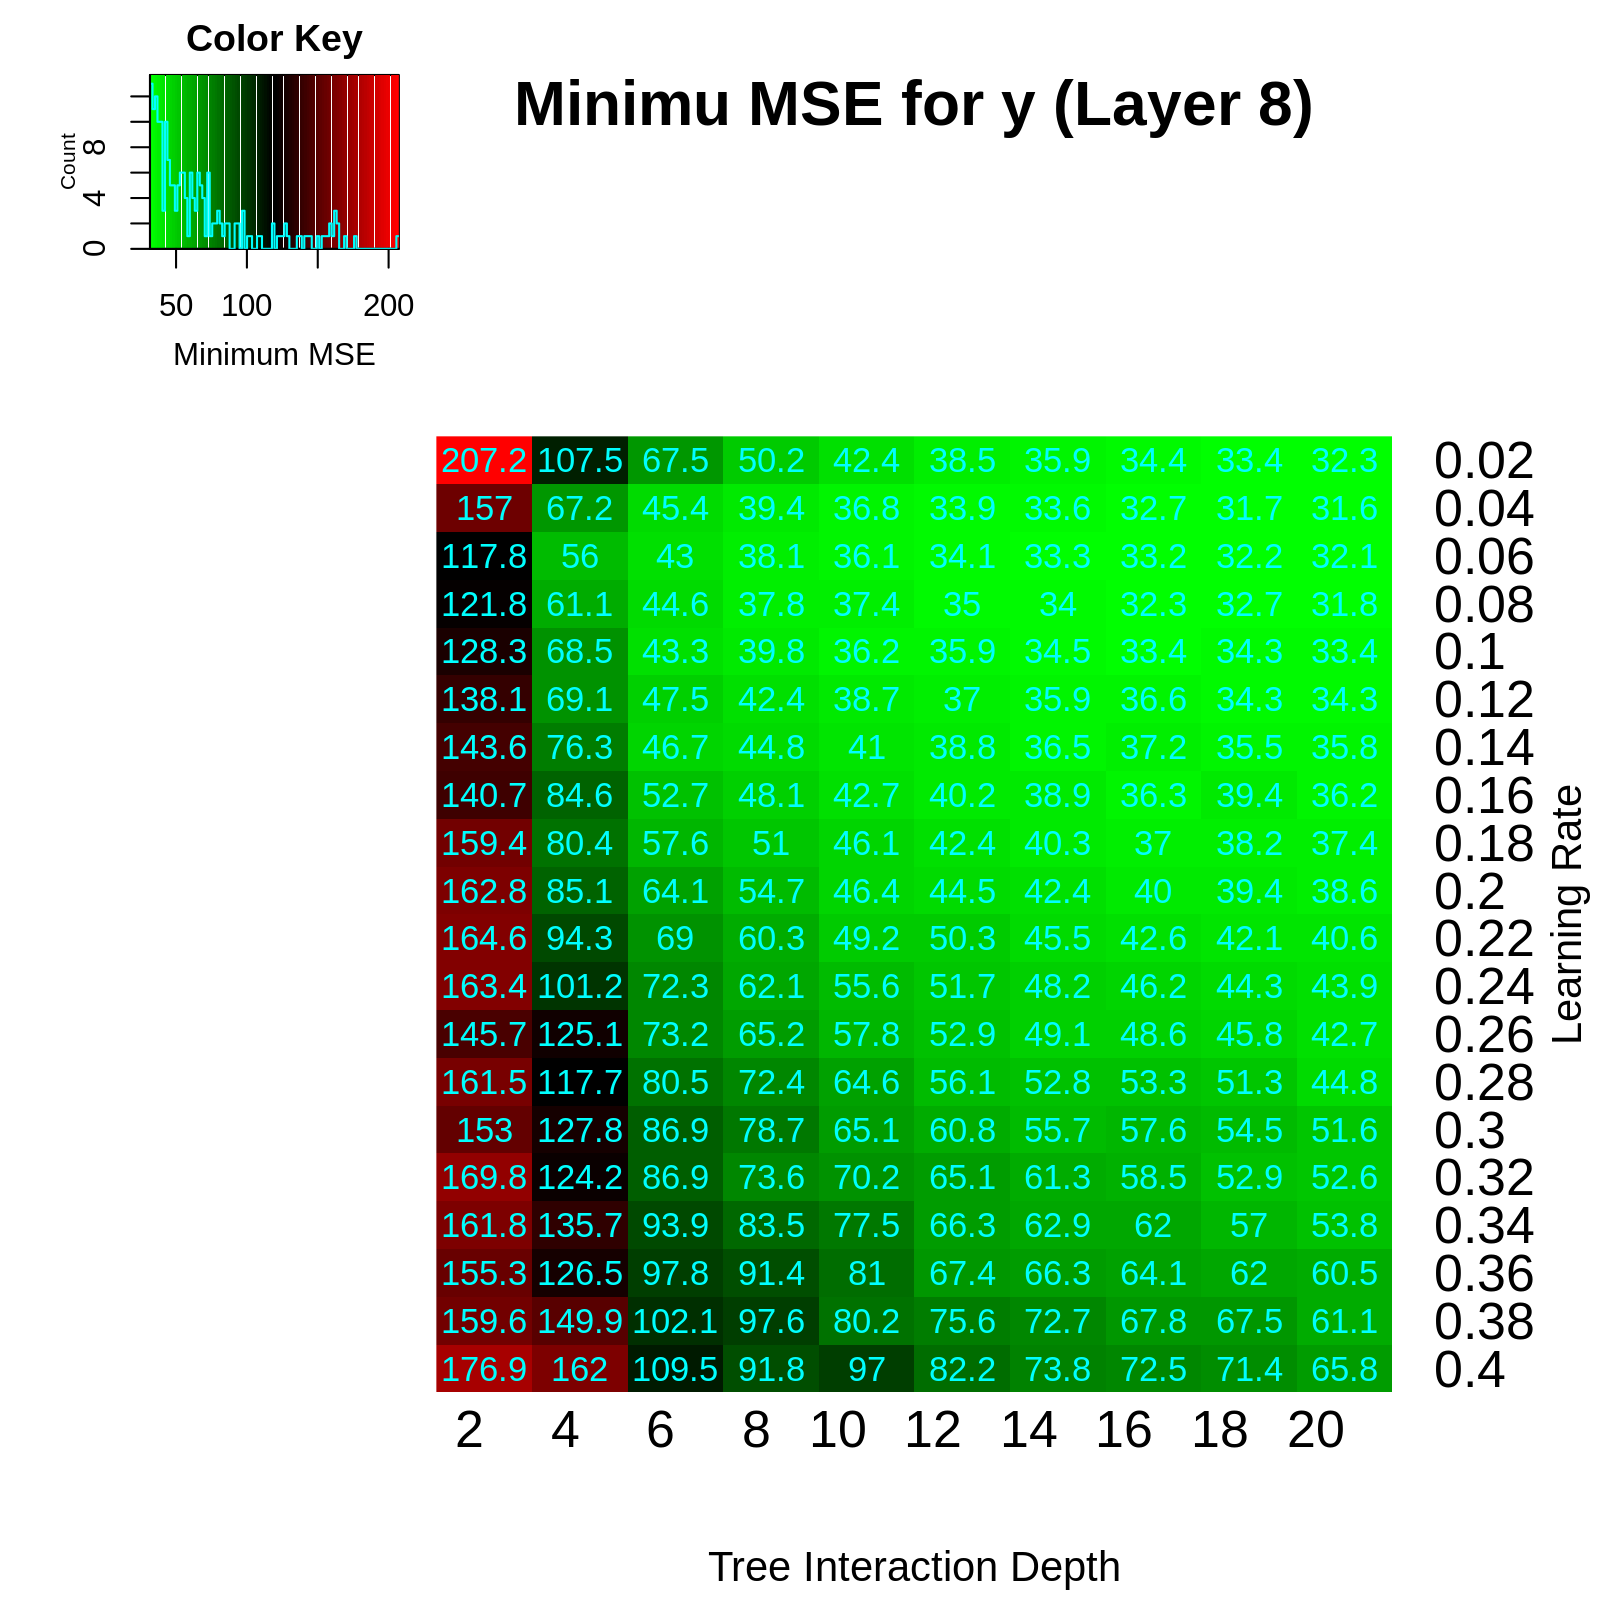 Color Key
Minimu MSE for y (Layer 8)
Count
0 4 8
50 100 200
Minimum MSE
207.2 107.5 67.5 50.2 42.4 38.5 35.9 34.4 33.4 32.3 0.02
157 67.2 45.4 39.4 36.8 33.9 33.6 32.7 31.7 31.6 0.04
117.8 56 43 38.1 36.1 34.1 33.3 33.2 32.2 32.1 0.06
121.8 61.1 44.6 37.8 37.4 35 34 32.3 32.7 31.8 0.08
128.3 68.5 43.3 39.8 36.2 35.9 34.5 33.4 34.3 33.4 0.1
138.1 69.1 47.5 42.4 38.7 37 35.9 36.6 34.3 34.3 0.12
143.6 76.3 46.7 44.8 41 38.8 36.5 37.2 35.5 35.8 0.14
140.7 84.6 52.7 48.1 42.7 40.2 38.9 36.3 39.4 36.2 0.16
159.4 80.4 57.6 51 46.1 42.4 40.3 37 38.2 37.4 0.18
162.8 85.1 64.1 54.7 46.4 44.5 42.4 40 39.4 38.6 0.2
164.6 94.3 69 60.3 49.2 50.3 45.5 42.6 42.1 40.6 0.22
163.4 101.2 72.3 62.1 55.6 51.7 48.2 46.2 44.3 43.9 0.24
145.7 125.1 73.2 65.2 57.8 52.9 49.1 48.6 45.8 42.7 0.26
161.5 117.7 80.5 72.4 64.6 56.1 52.8 53.3 51.3 44.8 0.28
153 127.8 86.9 78.7 65.1 60.8 55.7 57.6 54.5 51.6 0.3
169.8 124.2 86.9 73.6 70.2 65.1 61.3 58.5 52.9 52.6 0.32
161.8 135.7 93.9 83.5 77.5 66.3 62.9 62 57 53.8 0.34
155.3 126.5 97.8 91.4 81 67.4 66.3 64.1 62 60.5 0.36
159.6 149.9 102.1 97.6 80.2 75.6 72.7 67.8 67.5 61.1 0.38
176.9 162 109.5 91.8 97 82.2 73.8 72.5 71.4 65.8 0.4
Learning Rate
2 4 6 8 10 12 14 16 18 20
Tree Interaction Depth